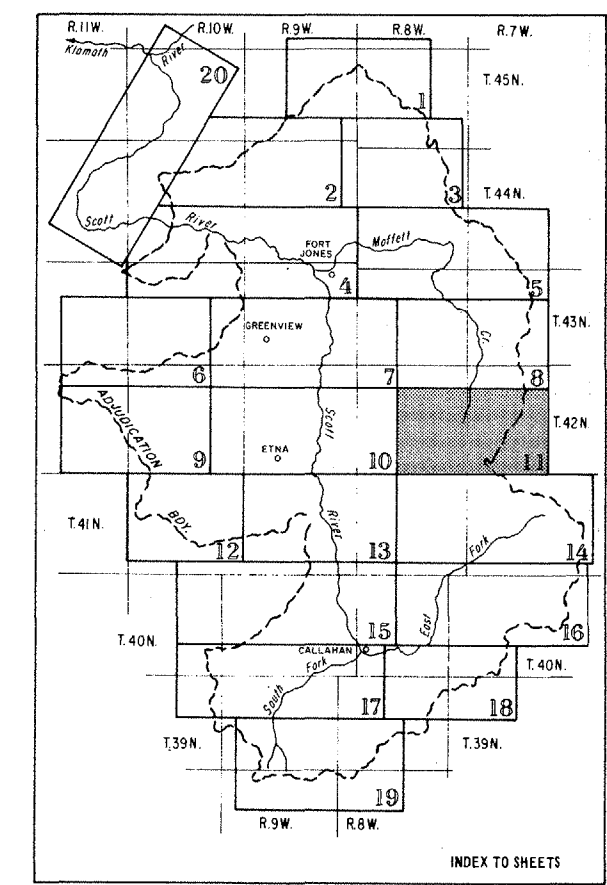 R.11W.
R.10W.
R.9W.
R.8W.
R.7W.
Klamath
River
20
T.45N.
1
2
3
T.44N.
Scott
River
FORT
JONES
Moffett
4
5
T.43N.
GREENVIEW
Cr.
6
7
8
T.42N.
ADJUDICATION
Scott
ETNA
9
10
11
BDY.
T.41N.
River
12
13
Fork
14
East
T.40N.
15
16
CALLAHAN
Fork
South
T.40N.
17
18
T.39N.
T.39N.
19
R.9W.
R.8W.
INDEX TO SHEETS